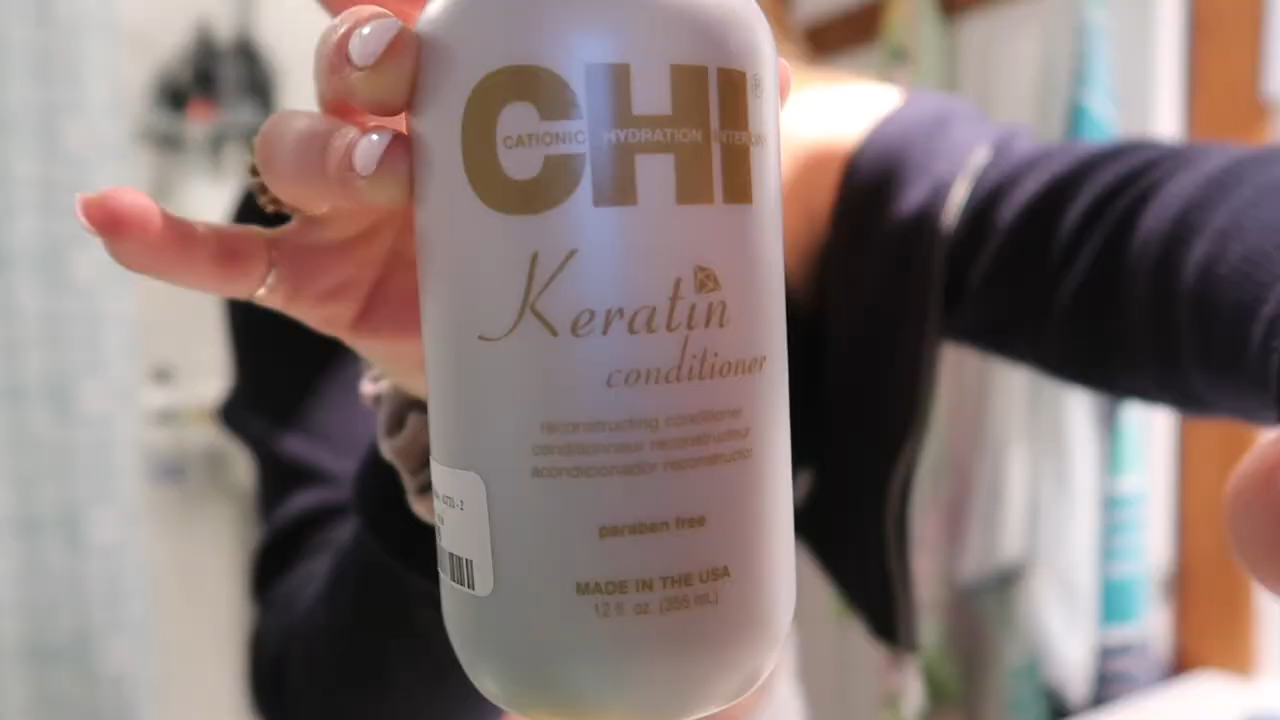 CHI®
CATIONIC HYDRATION
Keratin
conditioner
reconstructing conditioner
conditionneur reconstructeur
acondicionador reconstructor
paraben free
MADE IN THE USA
12 fl. oz. (355 mL)